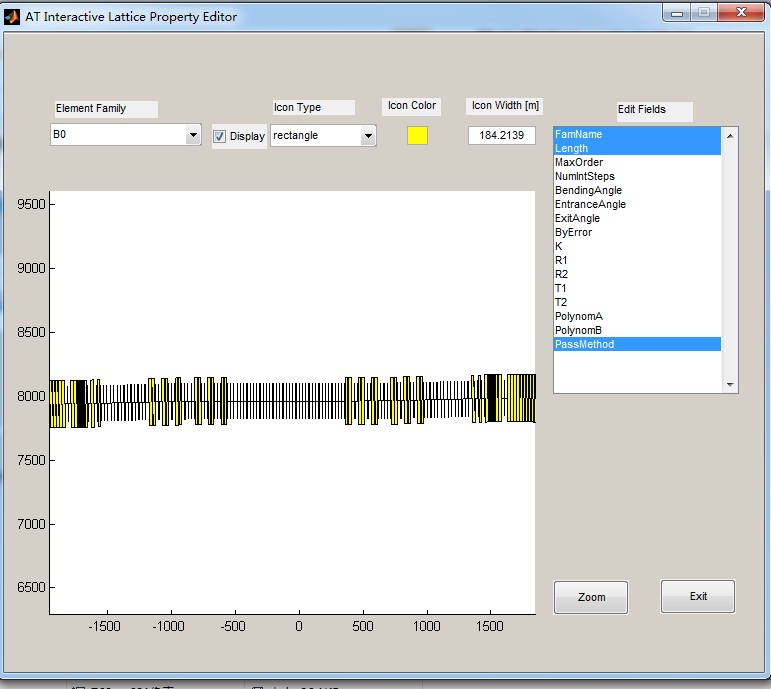 AT Interactive Lattice Property Editor
Element Family
Icon Type
Icon Color
Icon Width [m]
Edit Fields
B0
Display
rectangle
184.2139
FamName
Length
MaxOrder
NumIntSteps
BendingAngle
EntranceAngle
ExitAngle
ByError
K
R1
R2
T1
T2
PolynomA
PolynomB
PassMethod
9500
9000
8500
8000
7500
7000
6500
-1500 -1000 -500 0 500 1000 1500
Zoom
Exit